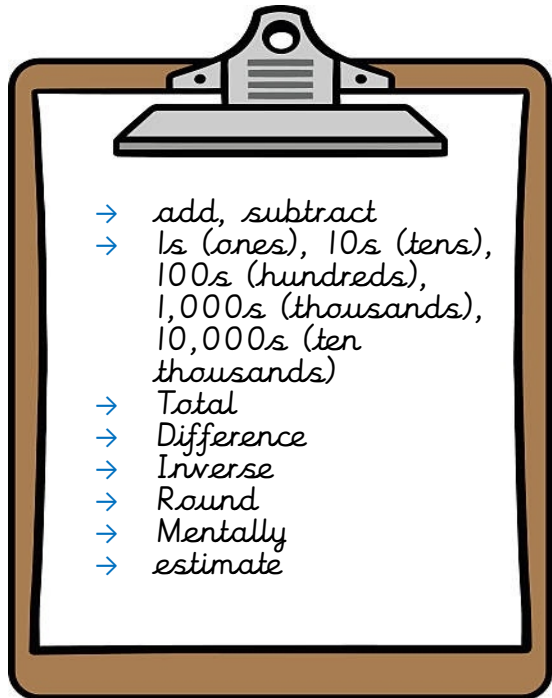 → add, subtract
→ 1s (ones), 10s (tens),
100s (hundreds),
1,000s (thousands),
10,000s (ten
thousands)
→ Total
→ Difference
→ Inverse
→ Round
→ Mentally
→ estimate